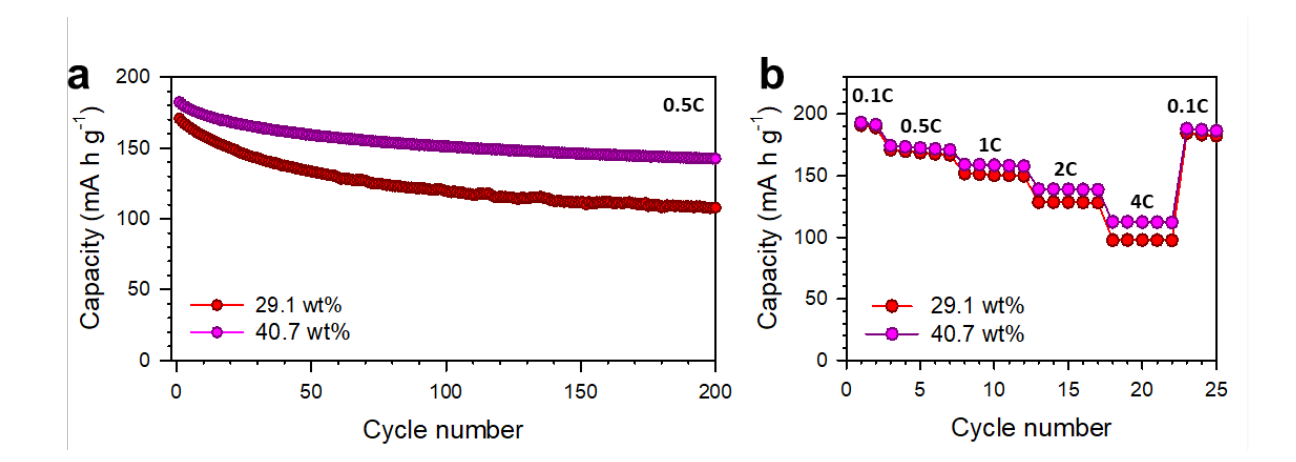 a
200
150
100
50
0
Capacity (mA h g⁻¹)
0.5C
29.1 wt%
40.7 wt%
0
50
100
150
200
Cycle number
b
200
150
100
50
0
Capacity (mA h g⁻¹)
0.1C
0.5C
1C
2C
4C
0.1C
29.1 wt%
40.7 wt%
0
5
10
15
20
25
Cycle number